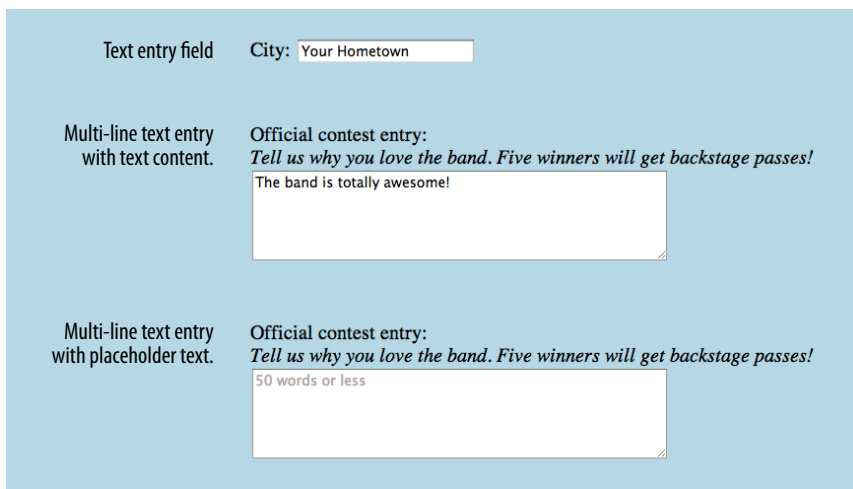 Text entry field
City: Your Hometown
Multi-line text entry
with text content.
Official contest entry:
Tell us why you love the band. Five winners will get backstage passes!
The band is totally awesome!
Multi-line text entry
with placeholder text.
Official contest entry:
Tell us why you love the band. Five winners will get backstage passes!
50 words or less